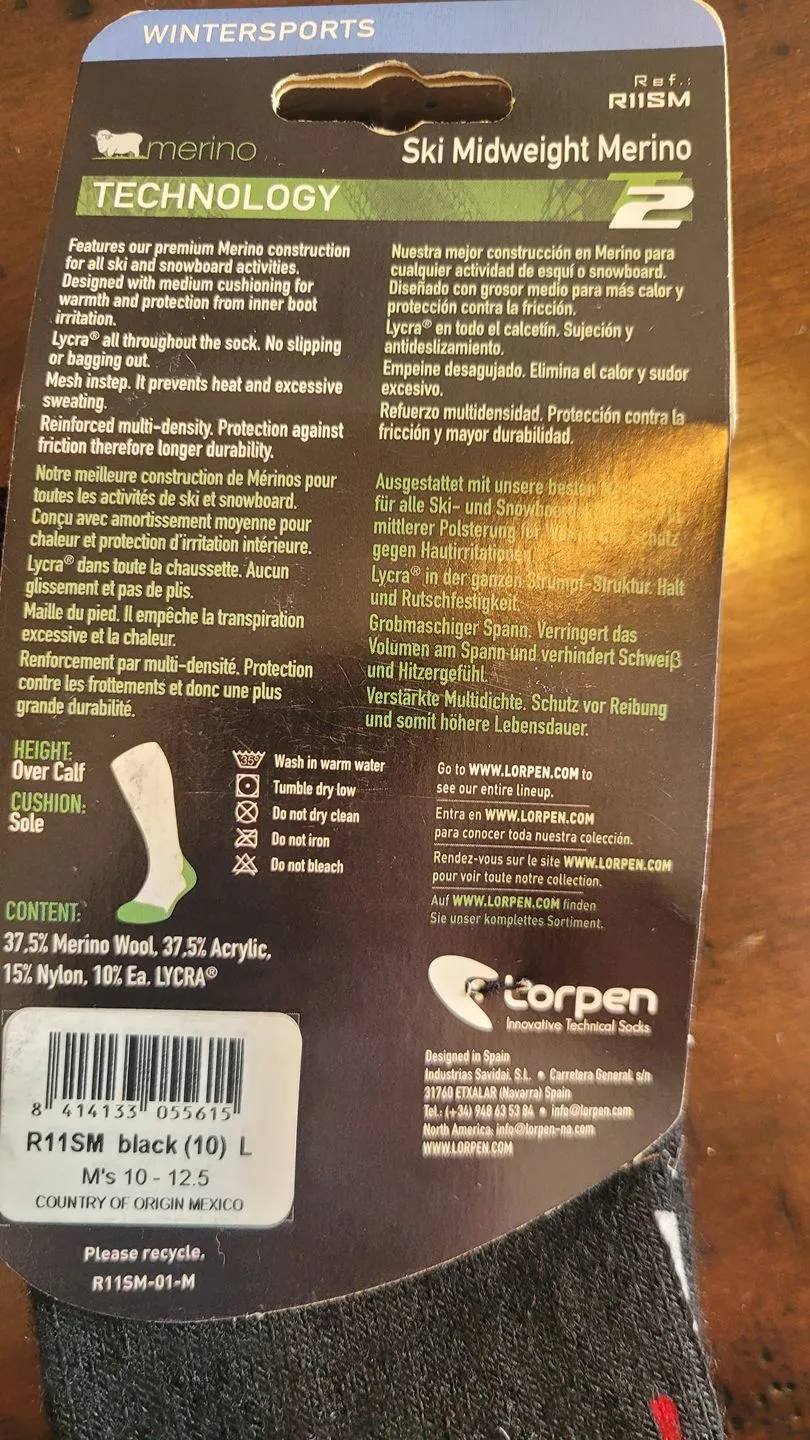 WINTERSPORTS
Ref.:
R11SM
merino
Ski Midweight Merino
TECHNOLOGY
T2
Features our premium Merino construction
for all ski and snowboard activities.
Designed with medium cushioning for
warmth and protection from inner boot
irritation.
Lycra® all throughout the sock. No slipping
or bagging out.
Mesh instep. It prevents heat and excessive
sweating.
Reinforced multi-density. Protection against
friction therefore longer durability.
Nuestra mejor construcción en Merino para
cualquier actividad de esquí o snowboard.
Diseñado con grosor medio para más calor y
protección contra la fricción.
Lycra® en todo el calcetín. Sujeción y
antideslizamiento.
Empeine desagujado. Elimina el calor y sudor
excesivo.
Refuerzo multidensidad. Protección contra la
fricción y mayor durabilidad.
Notre meilleure construction de Mérinos pour
toutes les activités de ski et snowboard.
Conçu avec amortissement moyenne pour
chaleur et protection d'irritation intérieure.
Lycra® dans toute la chaussette. Aucun
glissement et pas de plis.
Maille du pied. Il empêche la transpiration
excessive et la chaleur.
Renforcement par multi-densité. Protection
contre les frottements et donc une plus
grande durabilité.
Ausgestattet mit unsere besten
für alle Ski- und
mittlerer Polsterung für
gegen Hautirritationen.
Lycra® in der ganzen Strumpf-Struktur. Halt
und Rutschfestigkeit.
Grobmaschiger Spann. Verringert das
Volumen am Spann und verhindert Schweiß
und Hitzergefühl.
Verstärkte Multidichte. Schutz vor Reibung
und somit höhere Lebensdauer.
HEIGHT:
Over Calf
CUSHION:
Sole
35°
Wash in warm water
Tumble dry low
Do not dry clean
Do not iron
Do not bleach
Go to WWW.LORPEN.COM to
see our entire lineup.
Entra en WWW.LORPEN.COM
para conocer toda nuestra colección.
Rendez-vous sur le site WWW.LORPEN.COM
pour voir toute notre collection.
Auf WWW.LORPEN.COM finden
Sie unser komplettes Sortiment.
CONTENT:
37.5% Merino Wool, 37.5% Acrylic,
15% Nylon, 10% Ea. LYCRA®
Lorpen
Innovative Technical Socks
Designed in Spain
Industrias Savidai, S.L. • Carretera General, s/n
31760 ETXALAR (Navarra) Spain
Tel.: (+34) 948 63 53 84 • info@lorpen.com
North America: info@lorpen-na.com
WWW.LORPEN.COM
8 414133 055615
R11SM black (10) L
M's 10 - 12.5
COUNTRY OF ORIGIN MEXICO
Please recycle.
R11SM-01-M